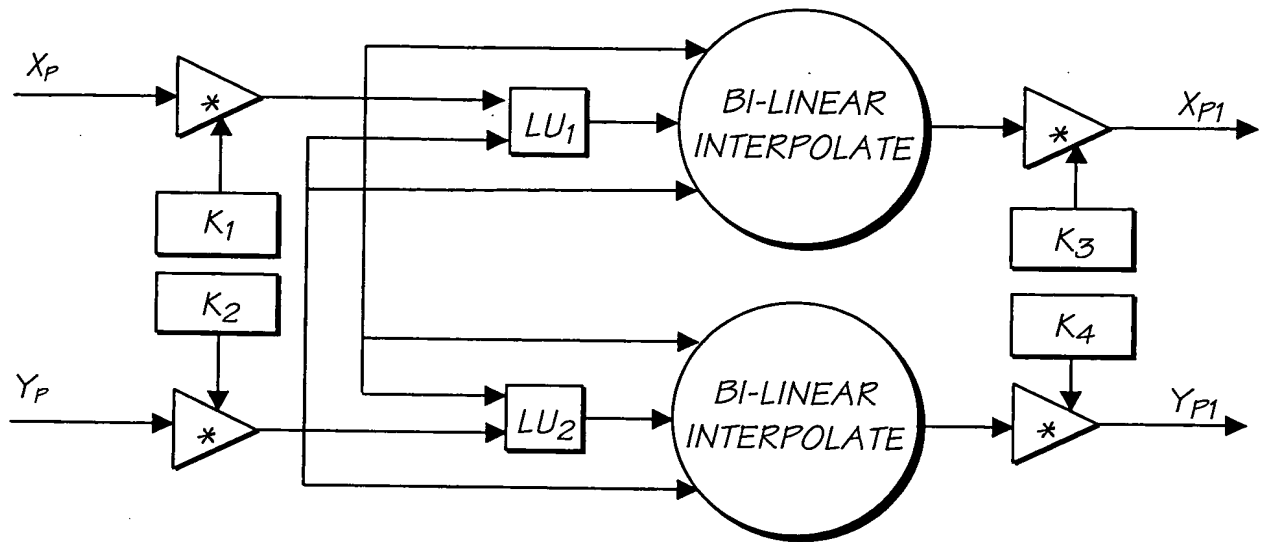 X_P
*
K_1
K_2
Y_P
*
LU_1
BI-LINEAR
INTERPOLATE
LU_2
BI-LINEAR
INTERPOLATE
*
X_P1
K_3
K_4
*
Y_P1